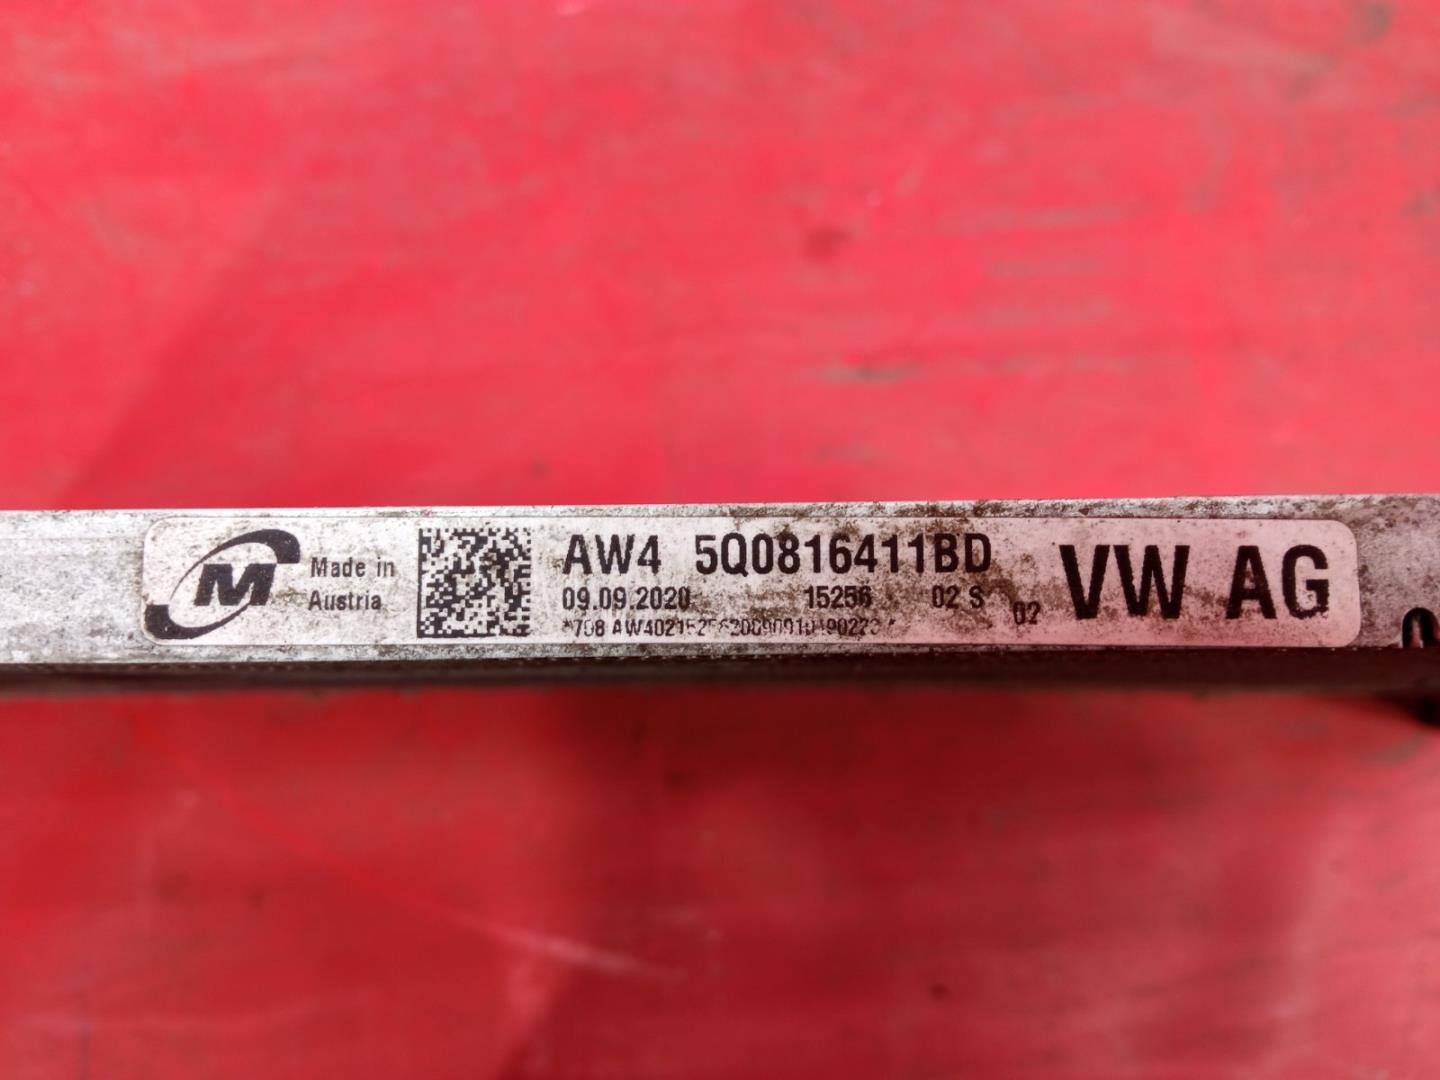 M
Made in
Austria
AW4 5Q0816411BD
09.09.2020 15256 02 S 02
VW AG